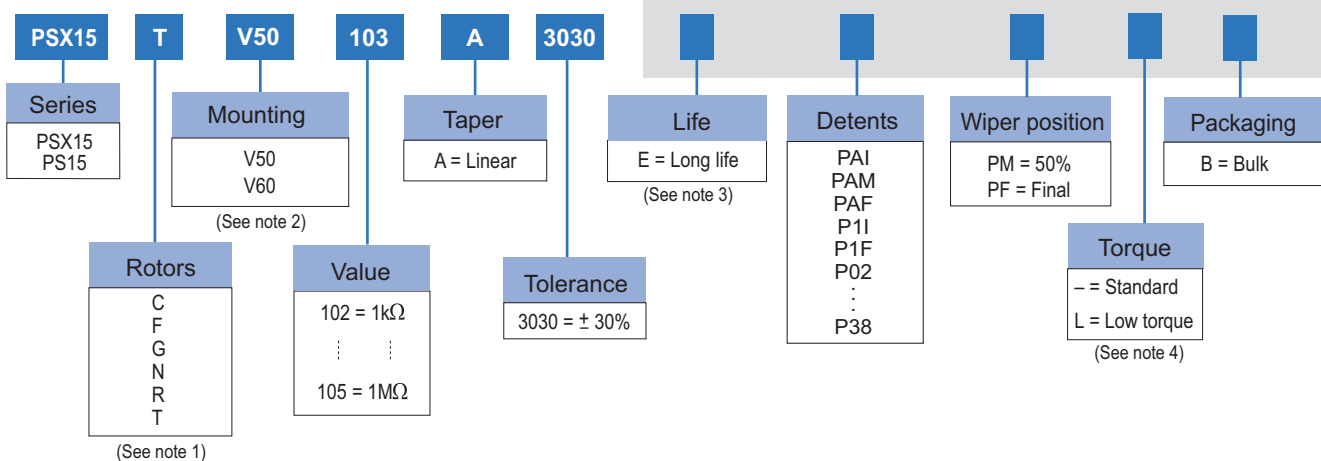 PSX15 T V50 103 A 3030
Series
PSX15
PS15
Mounting
V50
V60
(See note 2)
Taper
A = Linear
Life
E = Long life
(See note 3)
Detents
PAI
PAM
PAF
P1I
P1F
P02
:
:
P38
Wiper position
PM = 50%
PF = Final
Packaging
B = Bulk
Rotors
C
F
G
N
R
T
(See note 1)
Value
102 = 1kΩ
105 = 1MΩ
Tolerance
3030 = ± 30%
Torque
– = Standard
L = Low torque
(See note 4)